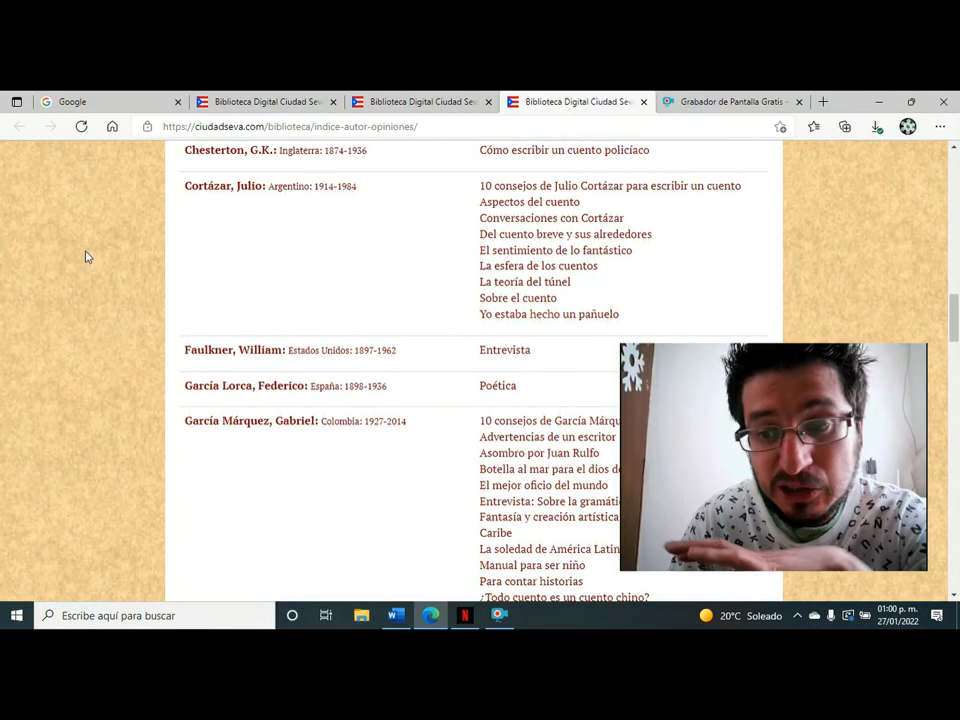 Google
Biblioteca Digital Ciudad Sev
Biblioteca Digital Ciudad Sev
Biblioteca Digital Ciudad Sev
Grabador de Pantalla Gratis –
https://ciudadseva.com/biblioteca/indice-autor-opiniones/
Chesterton, G.K.: Inglaterra: 1874-1936
Cómo escribir un cuento policíaco
Cortázar, Julio: Argentino: 1914-1984
10 consejos de Julio Cortázar para escribir un cuento
Aspectos del cuento
Conversaciones con Cortázar
Del cuento breve y sus alrededores
El sentimiento de lo fantástico
La esfera de los cuentos
La teoría del túnel
Sobre el cuento
Yo estaba hecho un pañuelo
Faulkner, William: Estados Unidos: 1897-1962
Entrevista
García Lorca, Federico: España: 1898-1936
Poética
García Márquez, Gabriel: Colombia: 1927-2014
10 consejos de García Márqu
Advertencias de un escritor
Asombro por Juan Rulfo
Botella al mar para el dios d
El mejor oficio del mundo
Entrevista: Sobre la gramáti
Fantasía y creación artística
Caribe
La soledad de América Latin
Manual para ser niño
Para contar historias
¿Todo cuento es un cuento chino?
Escribe aquí para buscar
20°C Soleado
01:00 p. m.
27/01/2022